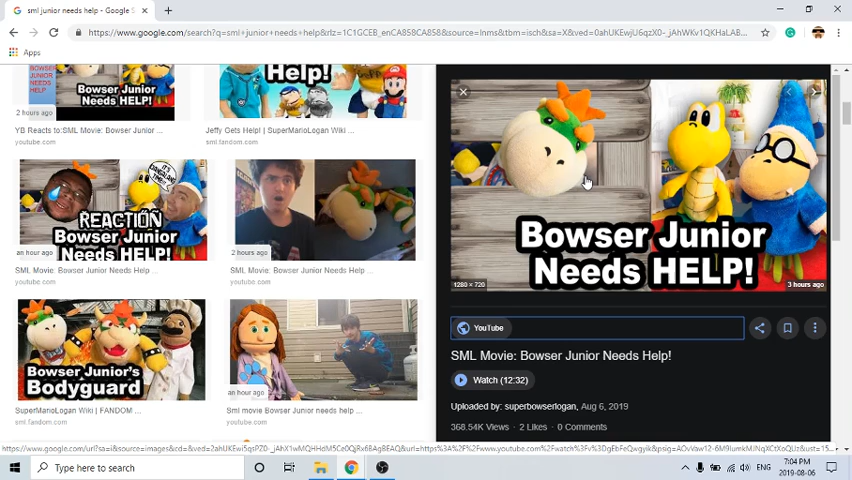 sml junior needs help - Google S
https://www.google.com/search?q=sml+junior+needs+help&rlz=1C1GCEB_enCA858CA858&source=lnms&tbm=isch&sa=X&ved=
Apps
BOWSER
JUNIOR
NEEDS
HELP
Bowser Junior
Needs HELP!
2 hours ago
YB Reacts to:SML Movie: Bowser Junior ...
youtube.com
Help!
Jeffy Gets Help! | SuperMarioLogan Wiki ...
sml.fandom.com
REACTION
Bowser Junior
Needs HELP!
an hour ago
SML Movie: Bowser Junior Needs Help ...
youtube.com
2 hours ago
SML Movie: Bowser Junior Needs Help ...
youtube.com
Bowser Junior's
Bodyguard
SuperMarioLogan Wiki | FANDOM ...
sml.fandom.com
an hour ago
Sml movie Bowser Junior needs help ...
youtube.com
Bowser Junior
Needs HELP!
1280 × 720
3 hours ago
YouTube
SML Movie: Bowser Junior Needs Help!
Watch (12:32)
Uploaded by: superbowserlogan, Aug 6, 2019
368.54K Views · 2 Likes · 0 Comments
Type here to search
ENG
7:04 PM
2019-08-06